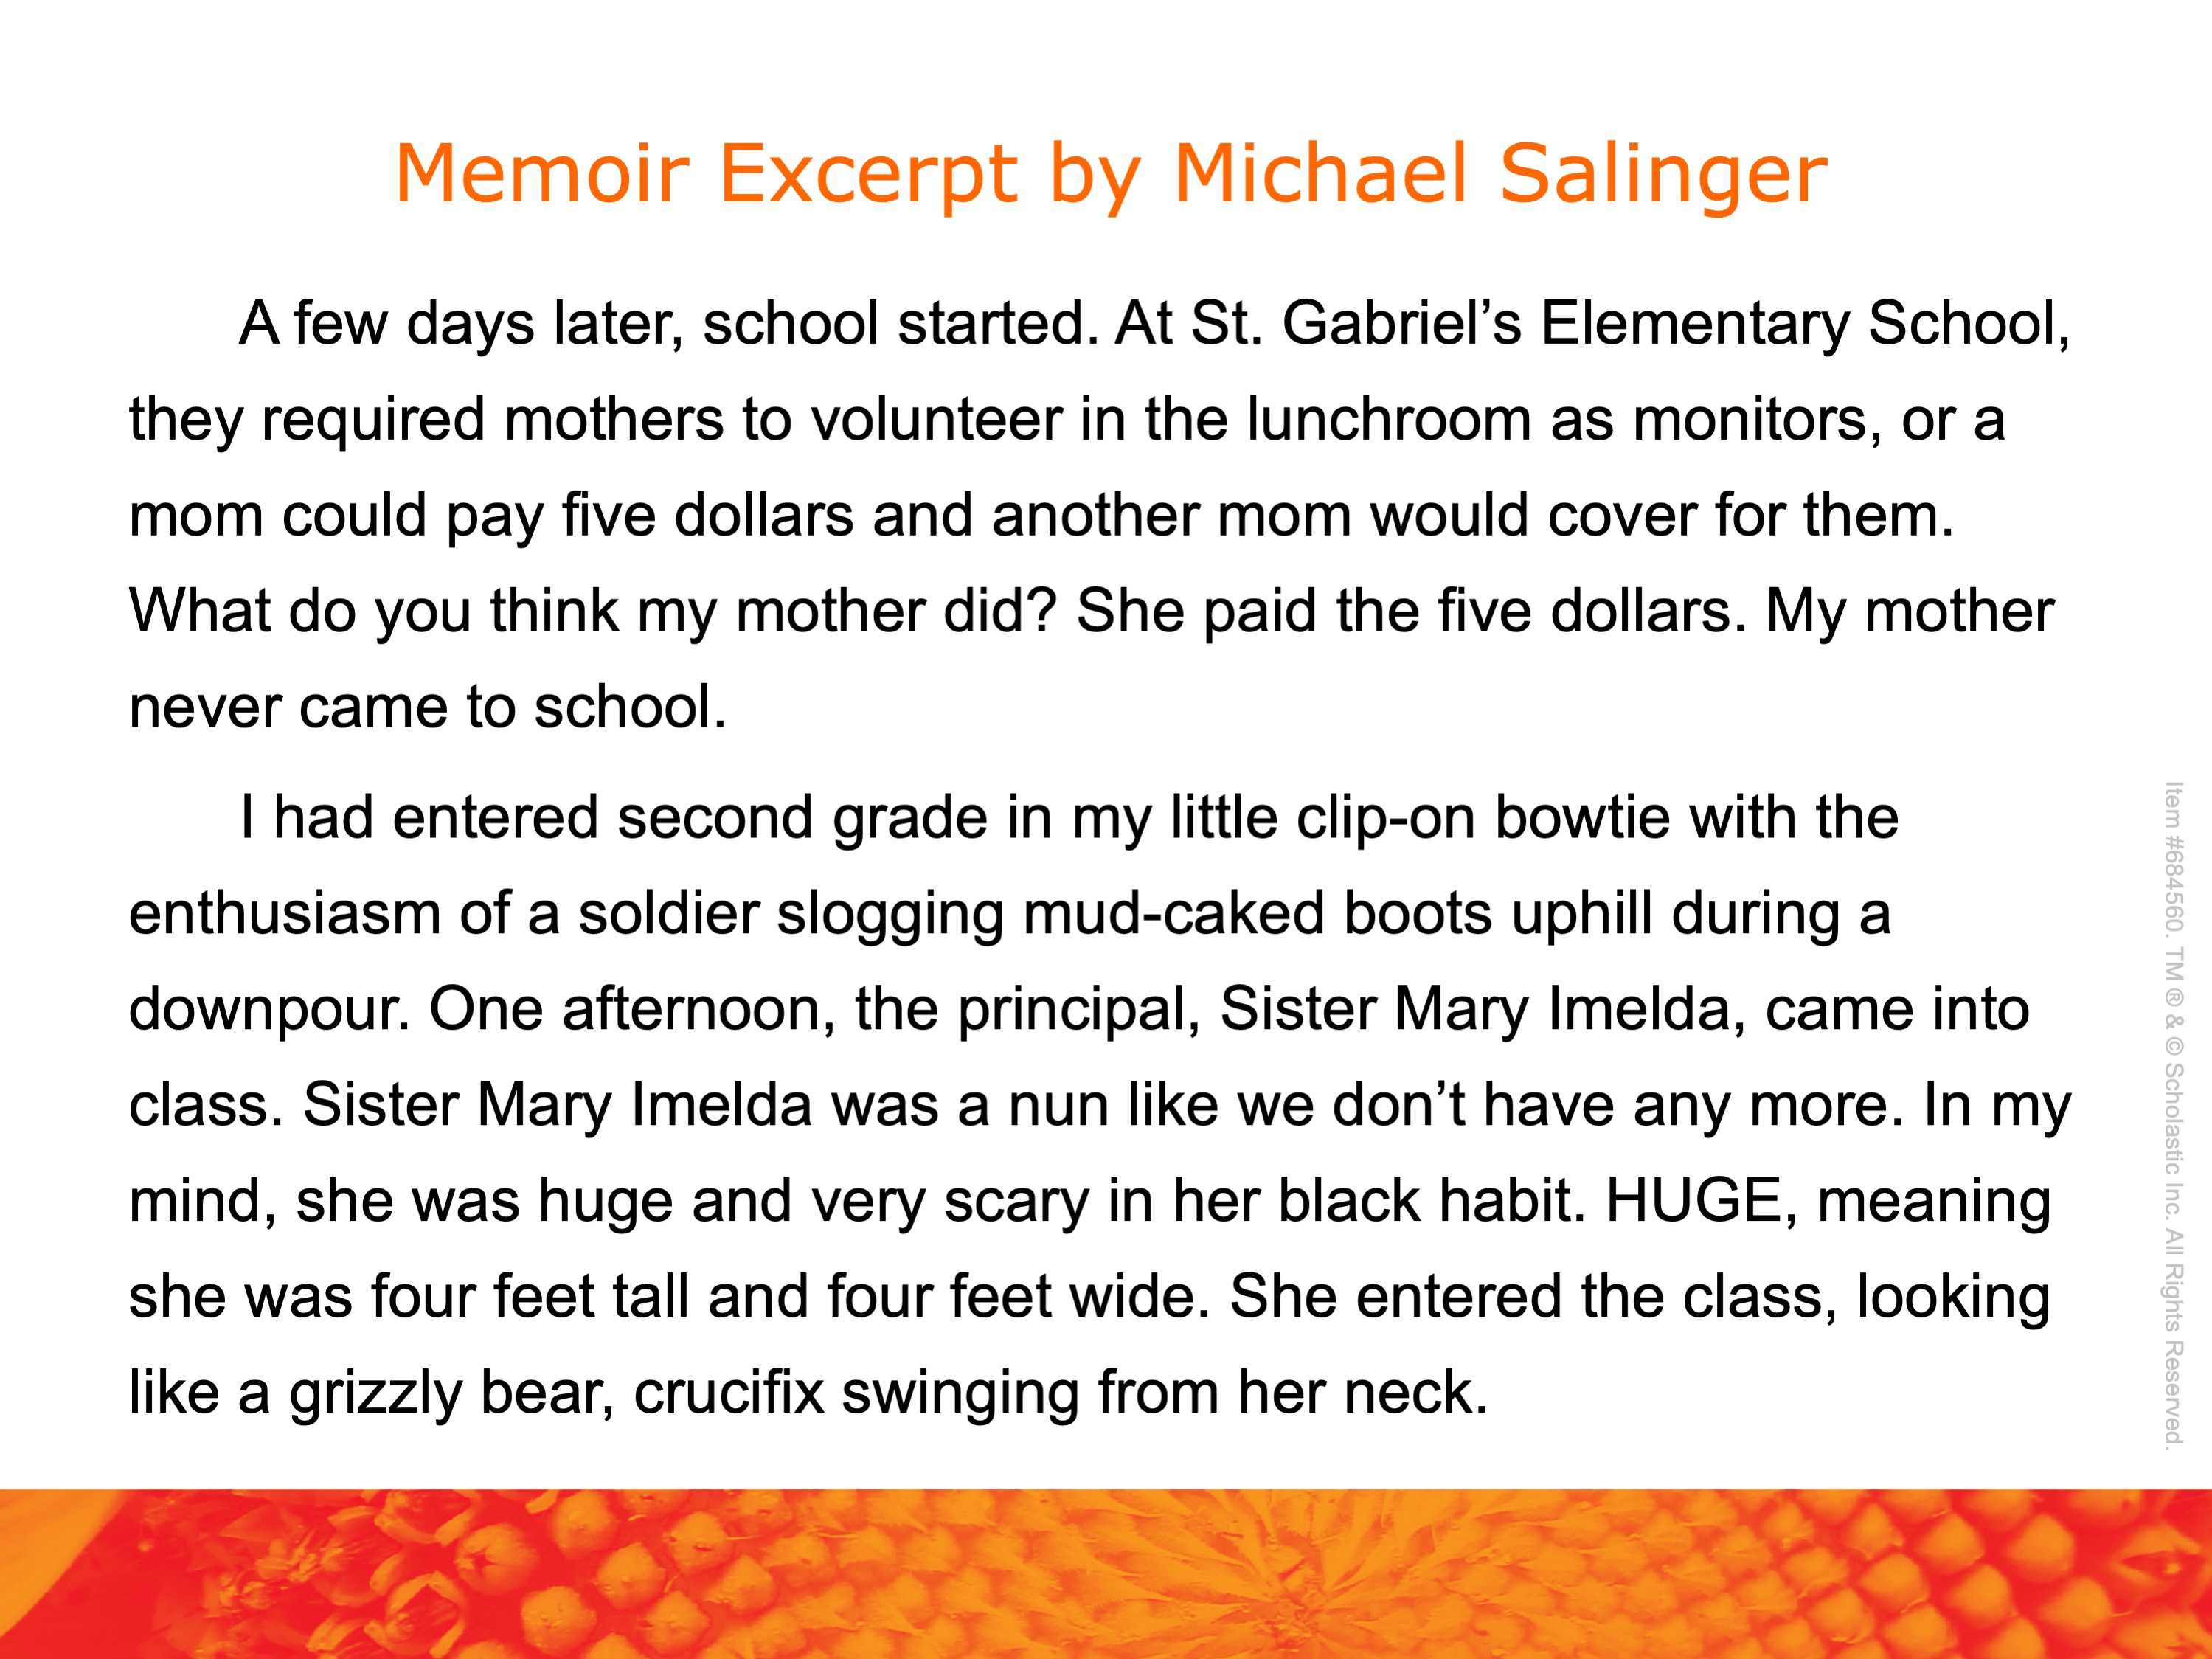 Memoir Excerpt by Michael Salinger
A few days later, school started. At St. Gabriel’s Elementary School,
they required mothers to volunteer in the lunchroom as monitors, or a
mom could pay five dollars and another mom would cover for them.
What do you think my mother did? She paid the five dollars. My mother
never came to school.
I had entered second grade in my little clip-on bowtie with the
enthusiasm of a soldier slogging mud-caked boots uphill during a
downpour. One afternoon, the principal, Sister Mary Imelda, came into
class. Sister Mary Imelda was a nun like we don’t have any more. In my
mind, she was huge and very scary in her black habit. HUGE, meaning
she was four feet tall and four feet wide. She entered the class, looking
like a grizzly bear, crucifix swinging from her neck.
Item #684560. TM ® & © Scholastic Inc. All Rights Reserved.